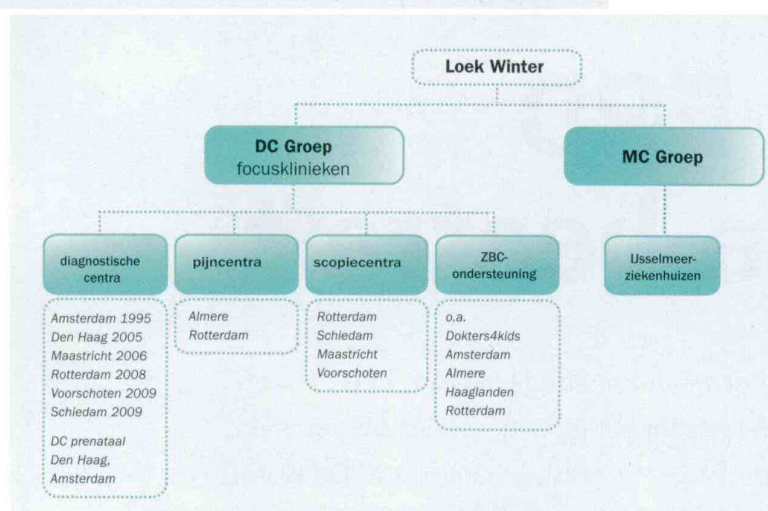 Loek Winter
DC Groep
focusklinieken
MC Groep
diagnostische
centra
pijncentra
scopiecentra
ZBC-
ondersteuning
IJsselmeer-
ziekenhuizen
Amsterdam 1995
Den Haag 2005
Maastricht 2006
Rotterdam 2008
Voorschoten 2009
Schiedam 2009
DC prenataal
Den Haag,
Amsterdam
Almere
Rotterdam
Rotterdam
Schiedam
Maastricht
Voorschoten
o.a.
Dokters4kids
Amsterdam
Almere
Haaglanden
Rotterdam